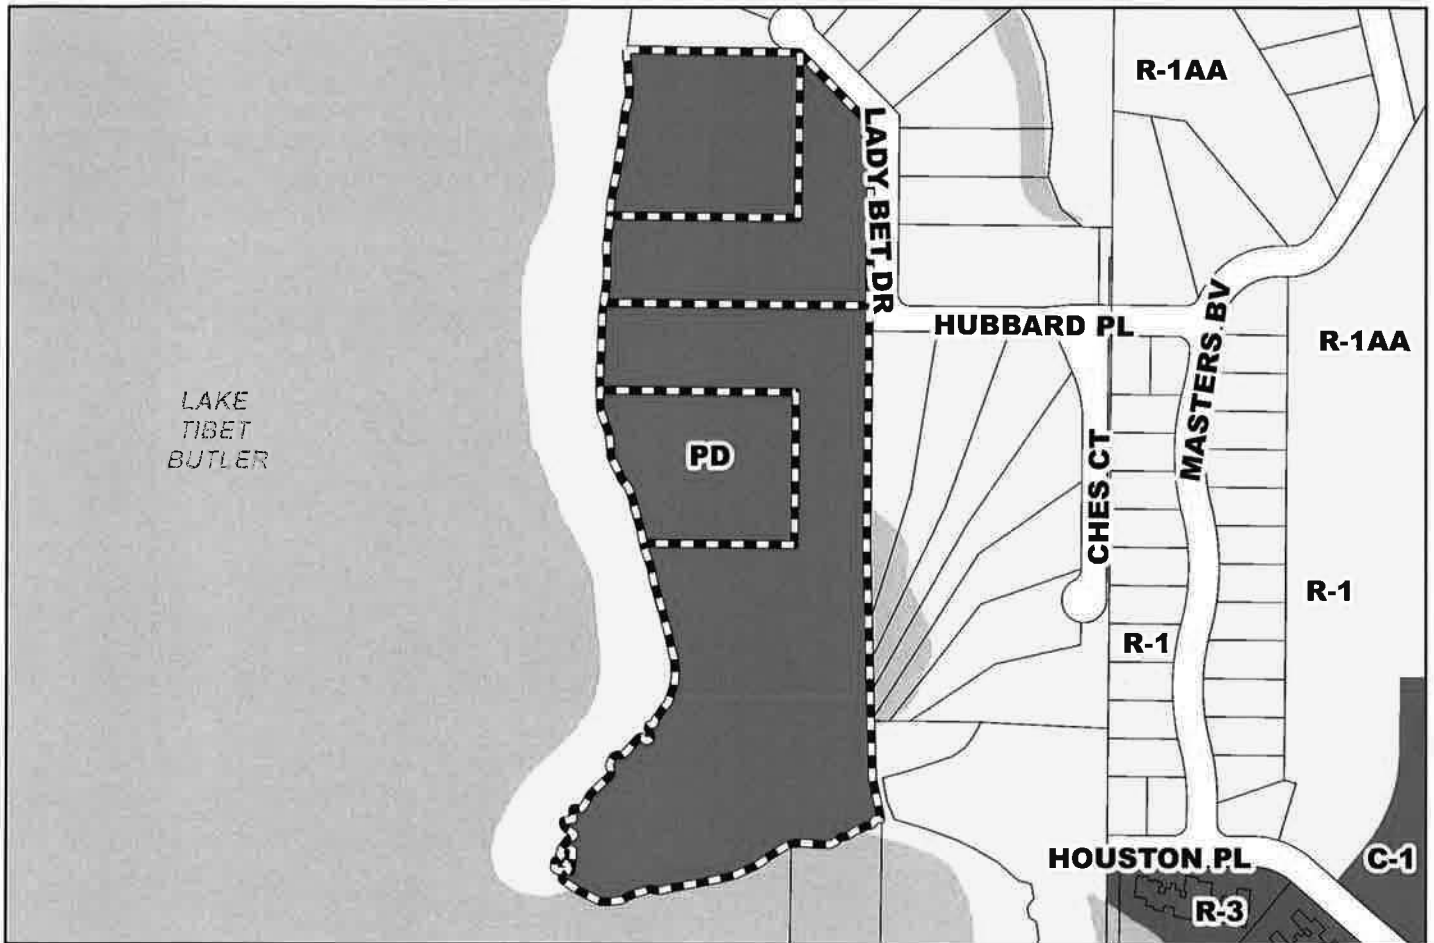 R-1AA
LADY BET DR
HUBBARD PL
MASTERS BV
R-1AA
LAKE
TIBET
BUTLER
PD
CHES CT
R-1
R-1
HOUSTON PL
C-1
R-3